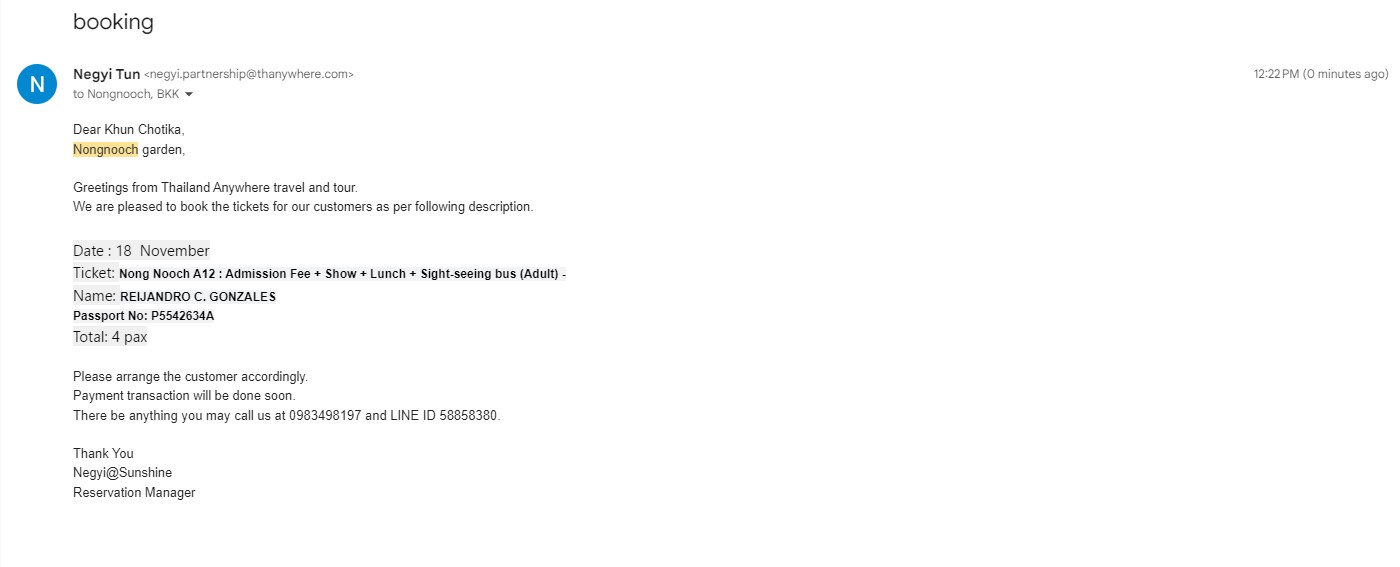 booking
N
Negyi Tun <negyi.partnership@thanywhere.com>
12:22 PM (0 minutes ago)
to Nongnooch, BKK
Dear Khun Chotika,
Nongnooch garden,
Greetings from Thailand Anywhere travel and tour.
We are pleased to book the tickets for our customers as per following description.
Date : 18  November
Ticket: Nong Nooch A12 : Admission Fee + Show + Lunch + Sight-seeing bus (Adult) -
Name: REIJANDRO C. GONZALES
Passport No: P5542634A
Total: 4 pax
Please arrange the customer accordingly.
Payment transaction will be done soon.
There be anything you may call us at 0983498197 and LINE ID 58858380.
Thank You
Negyi@Sunshine
Reservation Manager